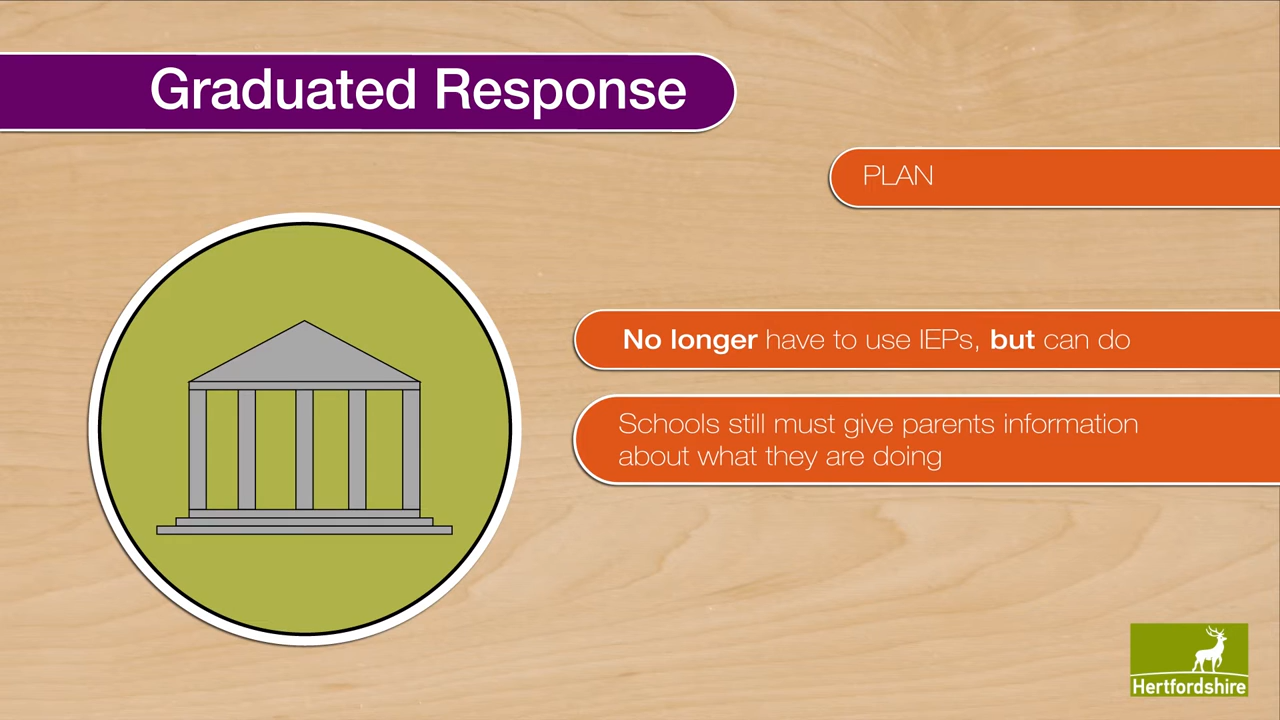 Graduated Response
PLAN
No longer have to use IEPs, but can do
Schools still must give parents information
about what they are doing
Hertfordshire